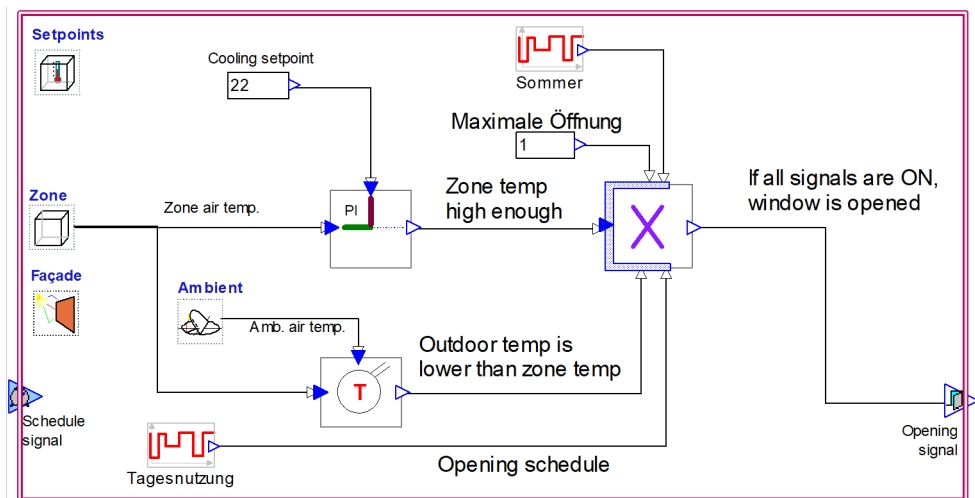 Setpoints
Cooling setpoint
22
Sommer
Maximale Öffnung
1
Zone
Zone air temp.
PI
Zone temp
high enough
X
If all signals are ON,
window is opened
Façade
Ambient
Amb. air temp.
T
Outdoor temp is
lower than zone temp
Schedule
signal
Tagesnutzung
Opening schedule
Opening
signal